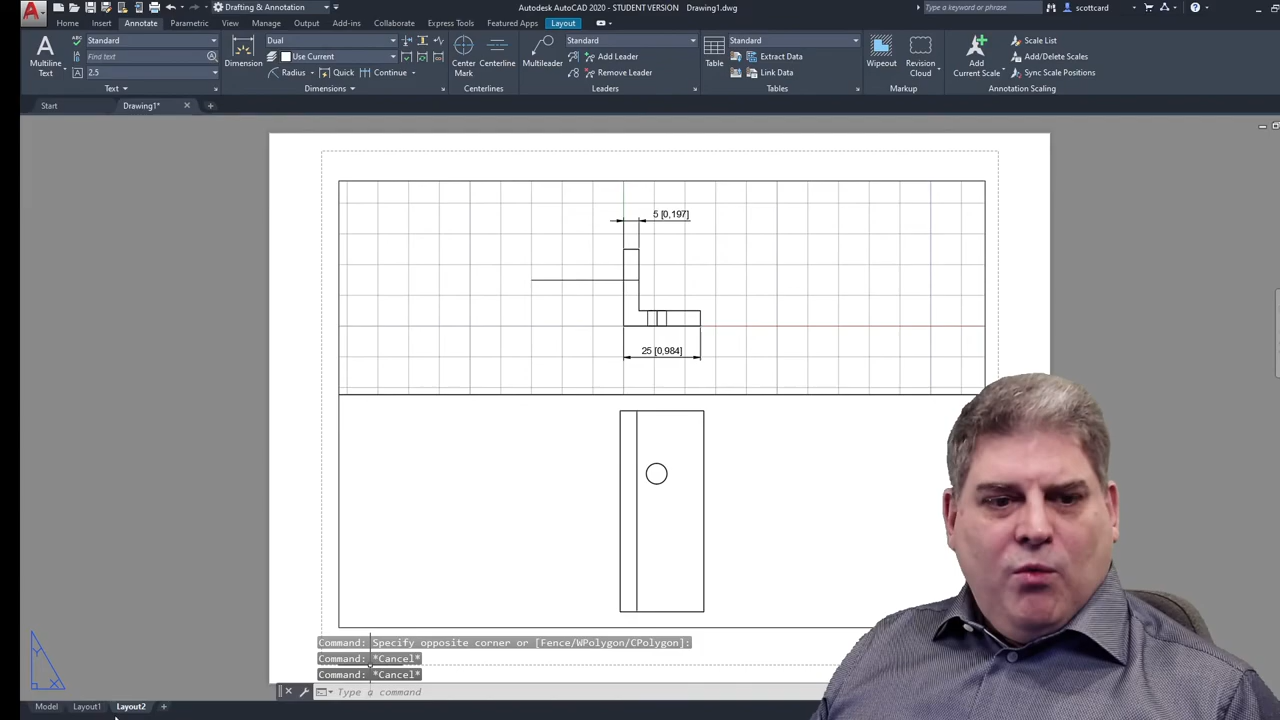 Drafting & Annotation
Autodesk AutoCAD 2020 - STUDENT VERSION Drawing1.dwg
Type a keyword or phrase
scottcard
Home Insert Annotate Parametric View Manage Output Add-ins Collaborate Express Tools Featured Apps Layout
Standard
Find text
2.5
Multiline
Text
Text
Dimension
Dual
Use Current
Radius Quick Continue
Dimensions
Center
Mark
Centerline
Centerlines
Multileader
Standard
Add Leader
Remove Leader
Leaders
Table
Standard
Extract Data
Link Data
Tables
Wipeout
Revision
Cloud
Markup
Add
Current Scale
Scale List
Add/Delete Scales
Sync Scale Positions
Annotation Scaling
Start Drawing1*
5 [0,197]
25 [0,984]
Command: Specify opposite corner or [Fence/WPolygon/CPolygon]:
Command: *Cancel*
Command: *Cancel*
Type a command
Y
X
Model Layout1 Layout2